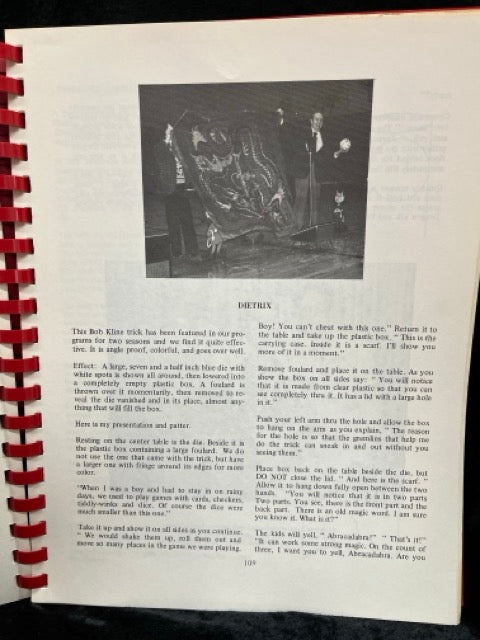 DIETRIX
This Bob Kline trick has been featured in our pro-
grams for two seasons and we find it quite effec-
tive. It is angle proof, colorful, and goes over well.
Effect: A large, seven and a half inch blue die with
white spots is shown all around, then lowered into
a completely empty plastic box. A foulard is
thrown over it momentarily, then removed to re-
veal the die vanished and in its place, almost any-
thing that will fill the box.
Here is my presentation and patter.
Resting on the center table is the die. Beside it is
the plastic box containing a large foulard. We do
not use the one that came with the trick, but have
a larger one with fringe around its edges for more
color.
"When I was a boy and had to stay in on rainy
days, we used to play games with cards, checkers,
tiddly-winks and dice. Of course the dice were
much smaller than this one."
Take it up and show it on all sides as you continue.
" We would shake them up, roll them out and
move so many places in the game we were playing.
Boy! You can't cheat with this one." Return it to
the table and take up the plastic box. " This is the
carrying case. Inside it is a scarf. I'll show you
more of it in a moment."
Remove foulard and place it on the table. As you
show the box on all sides say: " You will notice
that it is made from clear plastic so that you can
see completely thru it. It has a lid with a large hole
in it."
Push your left arm thru the hole and allow the box
to hang on the arm as you explain, " The reason
for the hole is so that the gremlins that help me
do the trick can sneak in and out without you
seeing them."
Place box back on the table beside the die, but
DO NOT close the lid. " And here is the scarf. "
Allow it to hang down fully open between the two
hands. "You will notice that it is in two parts
Two parts. You see, there is the front part and the
back part. There is an old magic word. I am sure
you know it. What is it?"
The kids will yell, " Abracadabra!" " That's it!"
"It can work some strong magic. On the count of
three, I want you to yell, Abracadabra. Are you
109